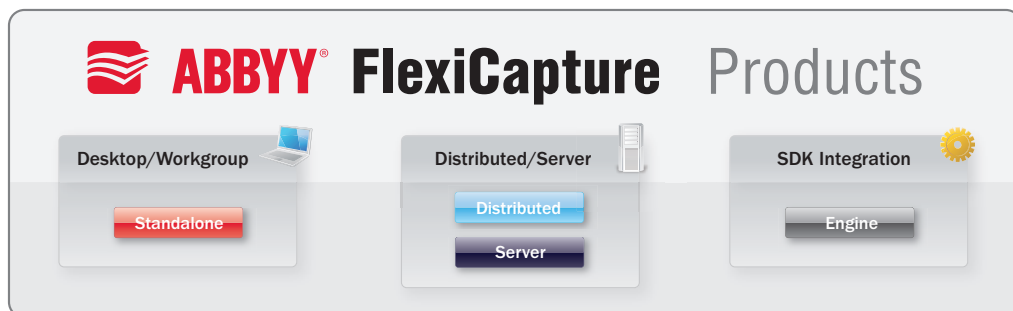 ABBYY® FlexiCapture Products
Desktop/Workgroup
Standalone
Distributed/Server
Distributed
Server
SDK Integration
Engine